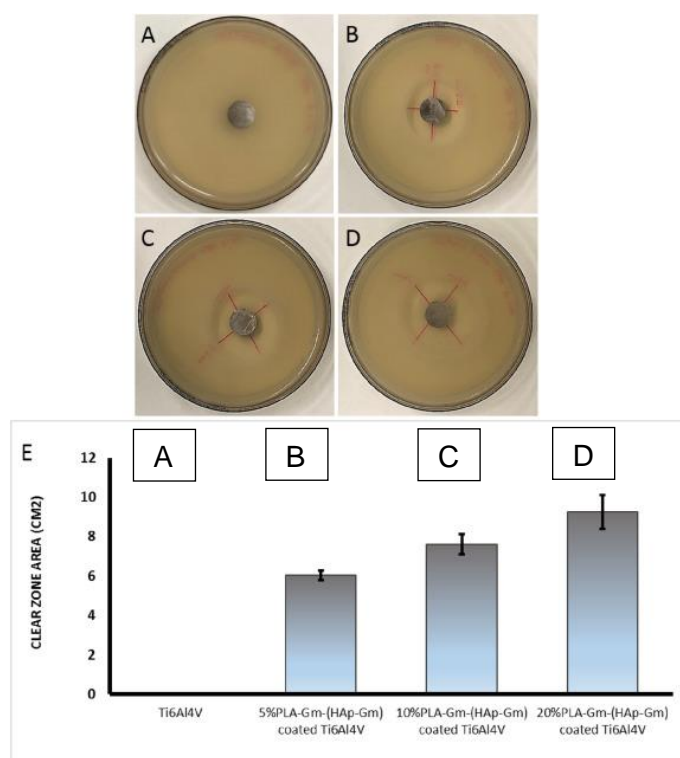 A
B
C
D
E
A
B
C
D
CLEAR ZONE AREA (CM2)
12
10
8
6
4
2
0
Ti6Al4V
5%PLA-Gm-(HAp-Gm)
coated Ti6Al4V
10%PLA-Gm-(HAp-Gm)
coated Ti6Al4V
20%PLA-Gm-(HAp-Gm)
coated Ti6Al4V